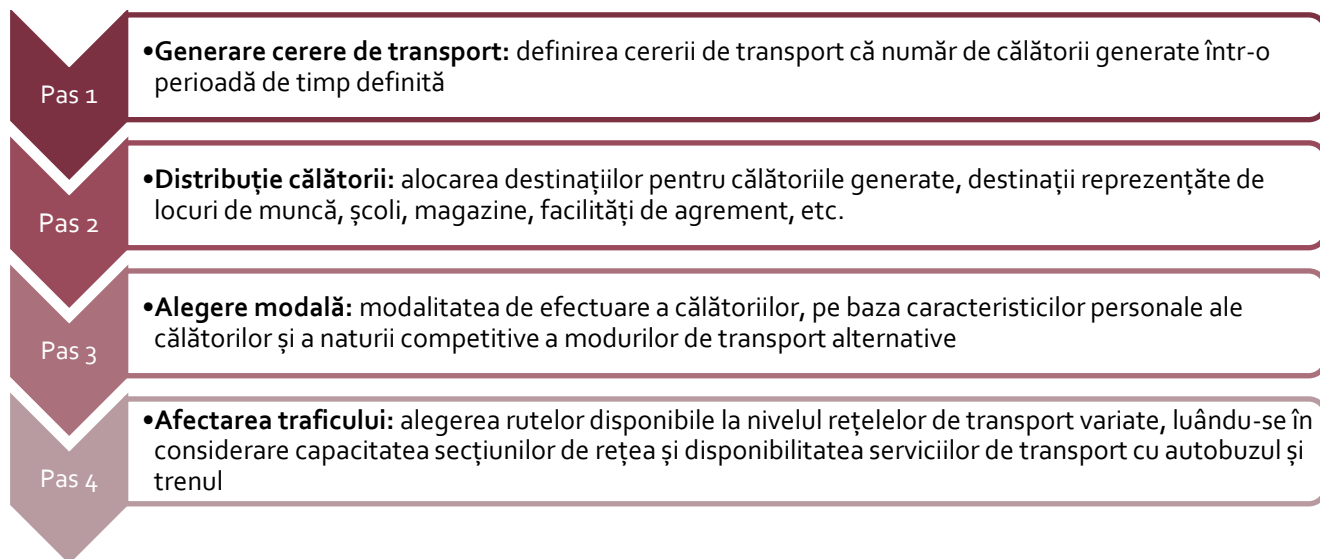 Pas 1
•Generare cerere de transport: definirea cererii de transport că număr de călătorii generate într-o
perioadă de timp definită
Pas 2
•Distribuție călătorii: alocarea destinațiilor pentru călătoriile generate, destinații reprezențăte de
locuri de muncă, școli, magazine, facilități de agrement, etc.
Pas 3
•Alegere modală: modalitatea de efectuare a călătoriilor, pe baza caracteristicilor personale ale
călătorilor și a naturii competitive a modurilor de transport alternative
Pas 4
•Afectarea traficului: alegerea rutelor disponibile la nivelul rețelelor de transport variate, luându-se în
considerare capacitatea secțiunilor de rețea și disponibilitatea serviciilor de transport cu autobuzul și
trenul